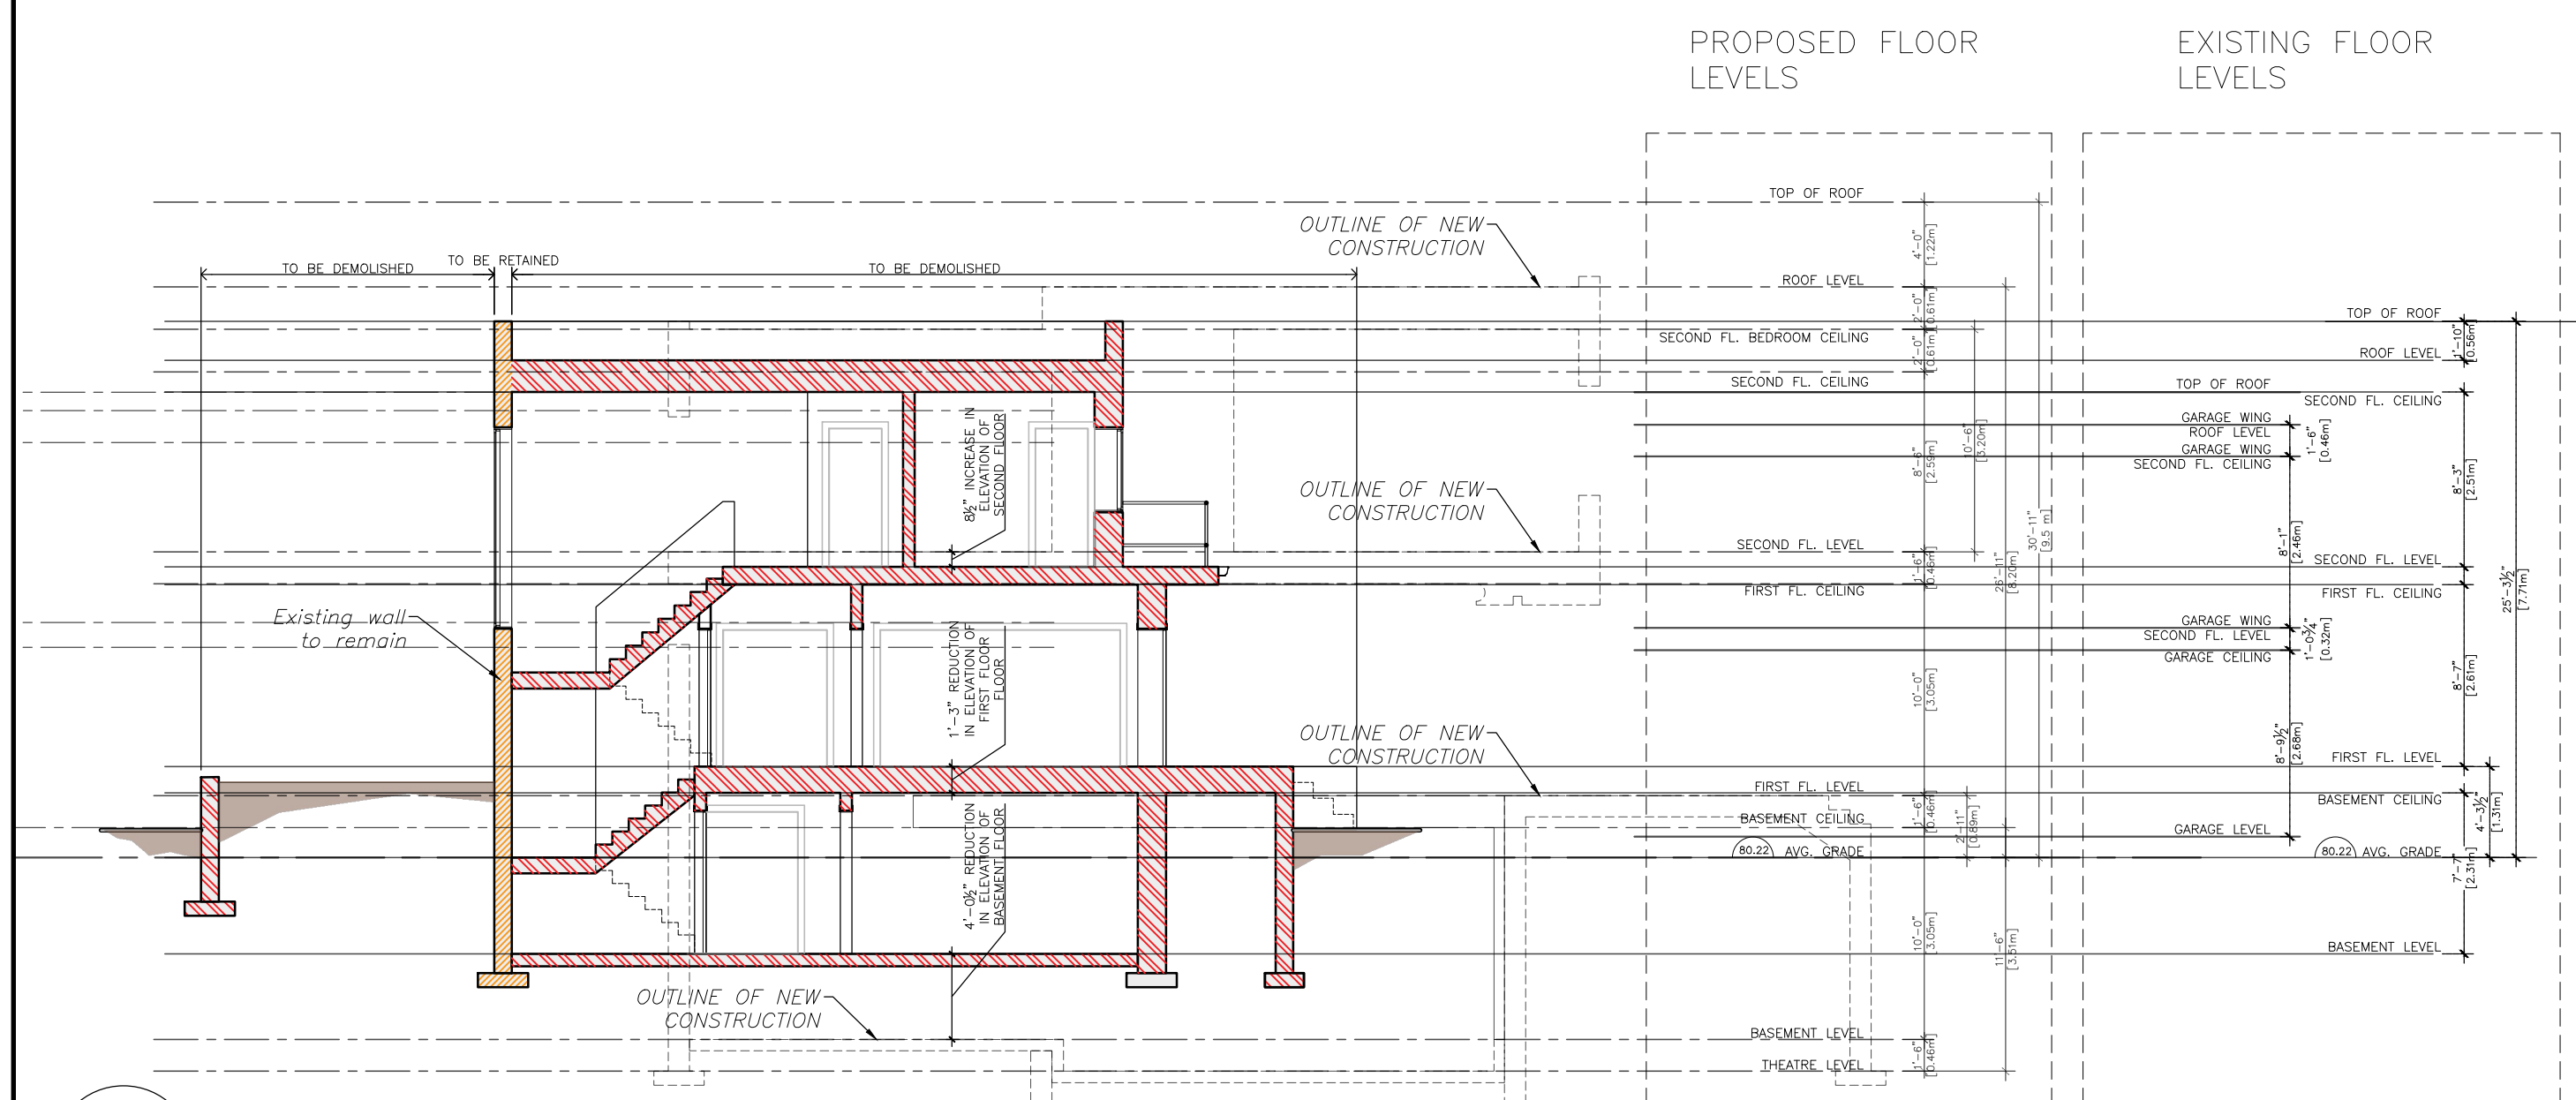 PROPOSED FLOOR
LEVELS
EXISTING FLOOR
LEVELS
TO BE DEMOLISHED
TO BE RETAINED
TO BE DEMOLISHED
OUTLINE OF NEW
CONSTRUCTION
OUTLINE OF NEW
CONSTRUCTION
OUTLINE OF NEW
CONSTRUCTION
OUTLINE OF NEW
CONSTRUCTION
Existing wall
to remain
8½" INCREASE IN
ELEVATION OF
SECOND FLOOR
1'-3" REDUCTION
IN ELEVATION OF
FIRST FLOOR
FLOOR
4'-0½" REDUCTION
IN ELEVATION OF
BASEMENT FLOOR
TOP OF ROOF
ROOF LEVEL
SECOND FL. BEDROOM CEILING
SECOND FL. CEILING
SECOND FL. LEVEL
FIRST FL. CEILING
FIRST FL. LEVEL
BASEMENT CEILING
80.22 AVG. GRADE
BASEMENT LEVEL
THEATRE LEVEL
4'-0"
[1.22m]
2'-0"
[0.61m]
2'-0"
[0.61m]
8'-6"
[2.59m]
1'-6"
[0.46m]
10'-0"
[3.05m]
1'-6"
[0.46m]
10'-0"
[3.05m]
1'-6"
[0.46m]
10'-6"
[3.20m]
2'-11"
[0.89m]
26'-11"
[8.20m]
11'-6"
[3.51m]
30'-11"
[9.5 m]
TOP OF ROOF
ROOF LEVEL
TOP OF ROOF
SECOND FL. CEILING
GARAGE WING
ROOF LEVEL
GARAGE WING
SECOND FL. CEILING
SECOND FL. LEVEL
FIRST FL. CEILING
GARAGE WING
SECOND FL. LEVEL
GARAGE CEILING
FIRST FL. LEVEL
BASEMENT CEILING
GARAGE LEVEL
80.22 AVG. GRADE
BASEMENT LEVEL
1'-6"
[0.46m]
8'-1"
[2.46m]
1'-0¾"
[0.32m]
8'-9½"
[2.68m]
1'-10"
[0.56m]
8'-3"
[2.51m]
8'-7"
[2.61m]
7'-7"
[2.31m]
4'-3½"
[1.31m]
25'-3½"
[7.71m]